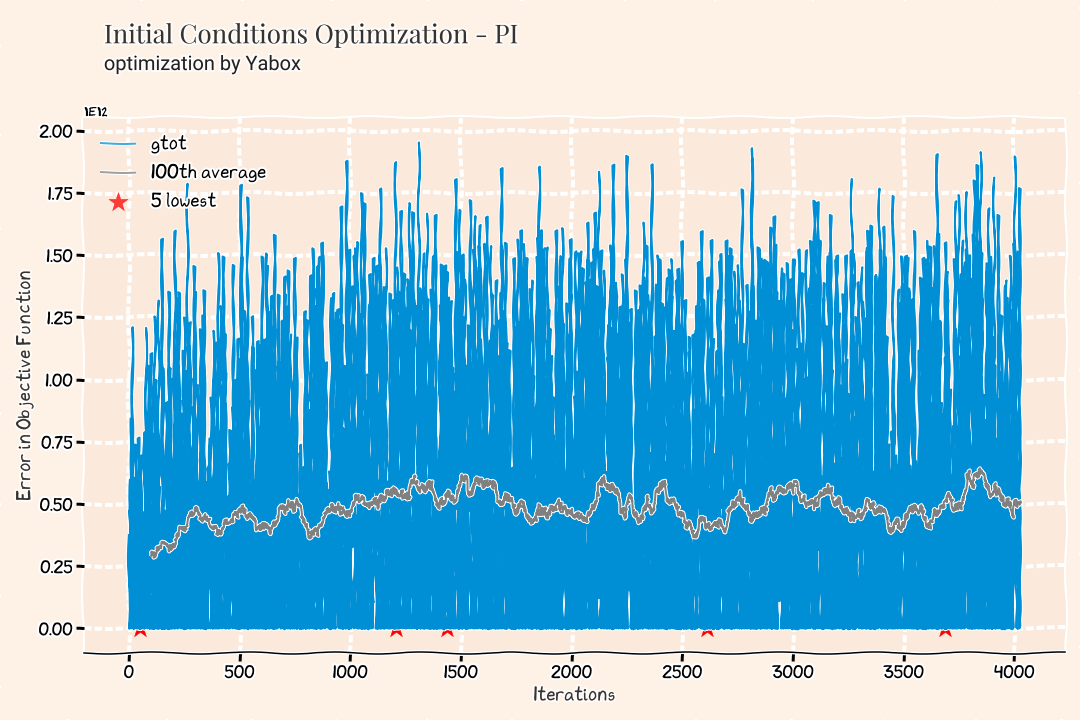 Initial Conditions Optimization - PI
optimization by Yabox
1E12
2.00
1.75
1.50
1.25
1.00
0.75
0.50
0.25
0.00
gtot
100th average
5 lowest
Error in Objective Function
0 500 1000 1500 2000 2500 3000 3500 4000
Iterations